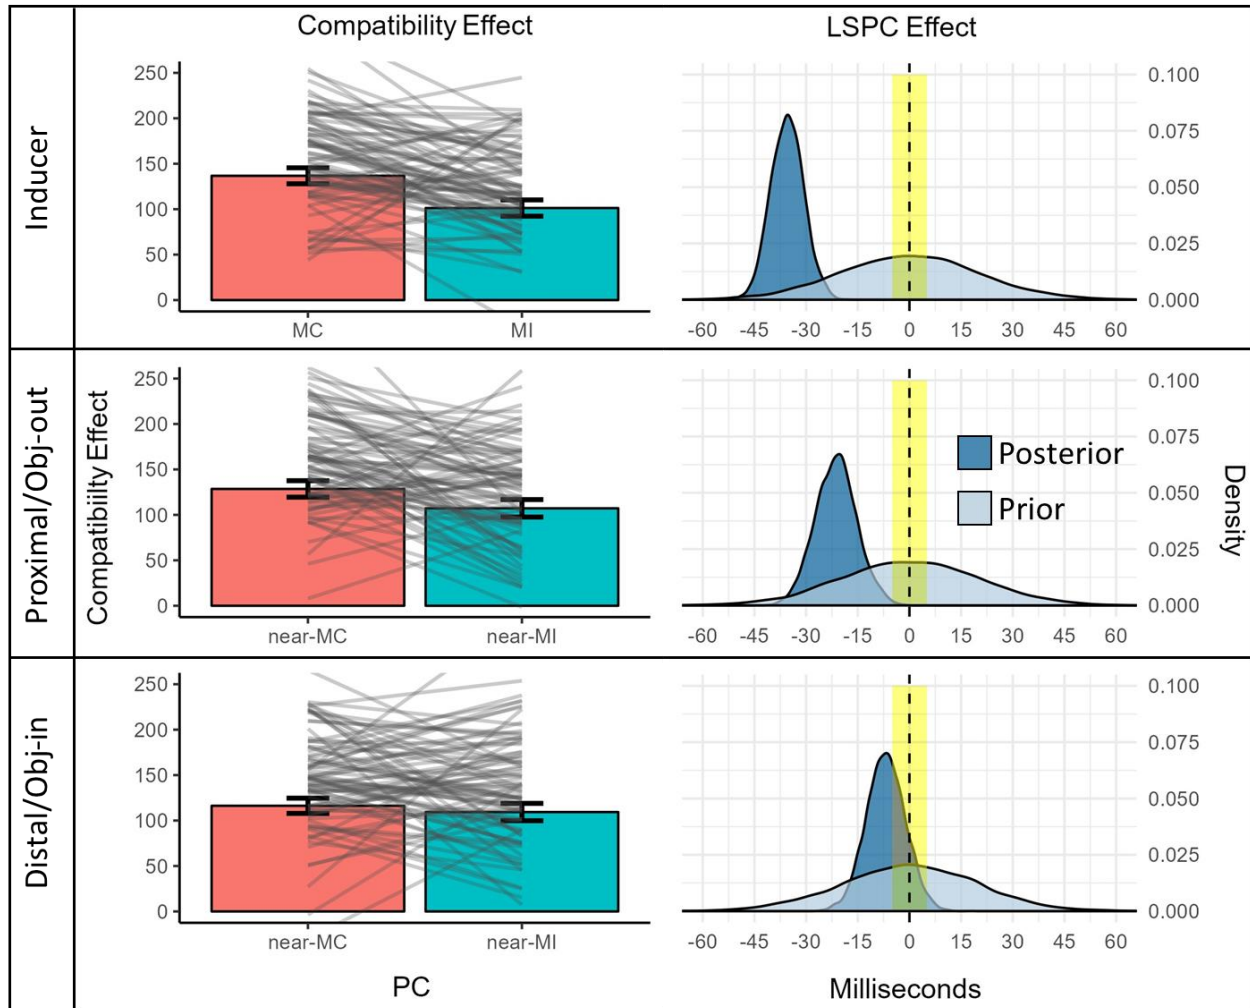 Compatibility Effect
LSPC Effect
Inducer
250
200
150
100
50
0
MC
MI
0.100
0.075
0.050
0.025
0.000
-60 -45 -30 -15 0 15 30 45 60
Proximal/Obj-out
Compatibiilty Effect
250
200
150
100
50
0
near-MC
near-MI
Posterior
Prior
0.100
0.075
0.050
0.025
0.000
Density
-60 -45 -30 -15 0 15 30 45 60
Distal/Obj-in
250
200
150
100
50
0
near-MC
near-MI
PC
0.100
0.075
0.050
0.025
0.000
-60 -45 -30 -15 0 15 30 45 60
Milliseconds